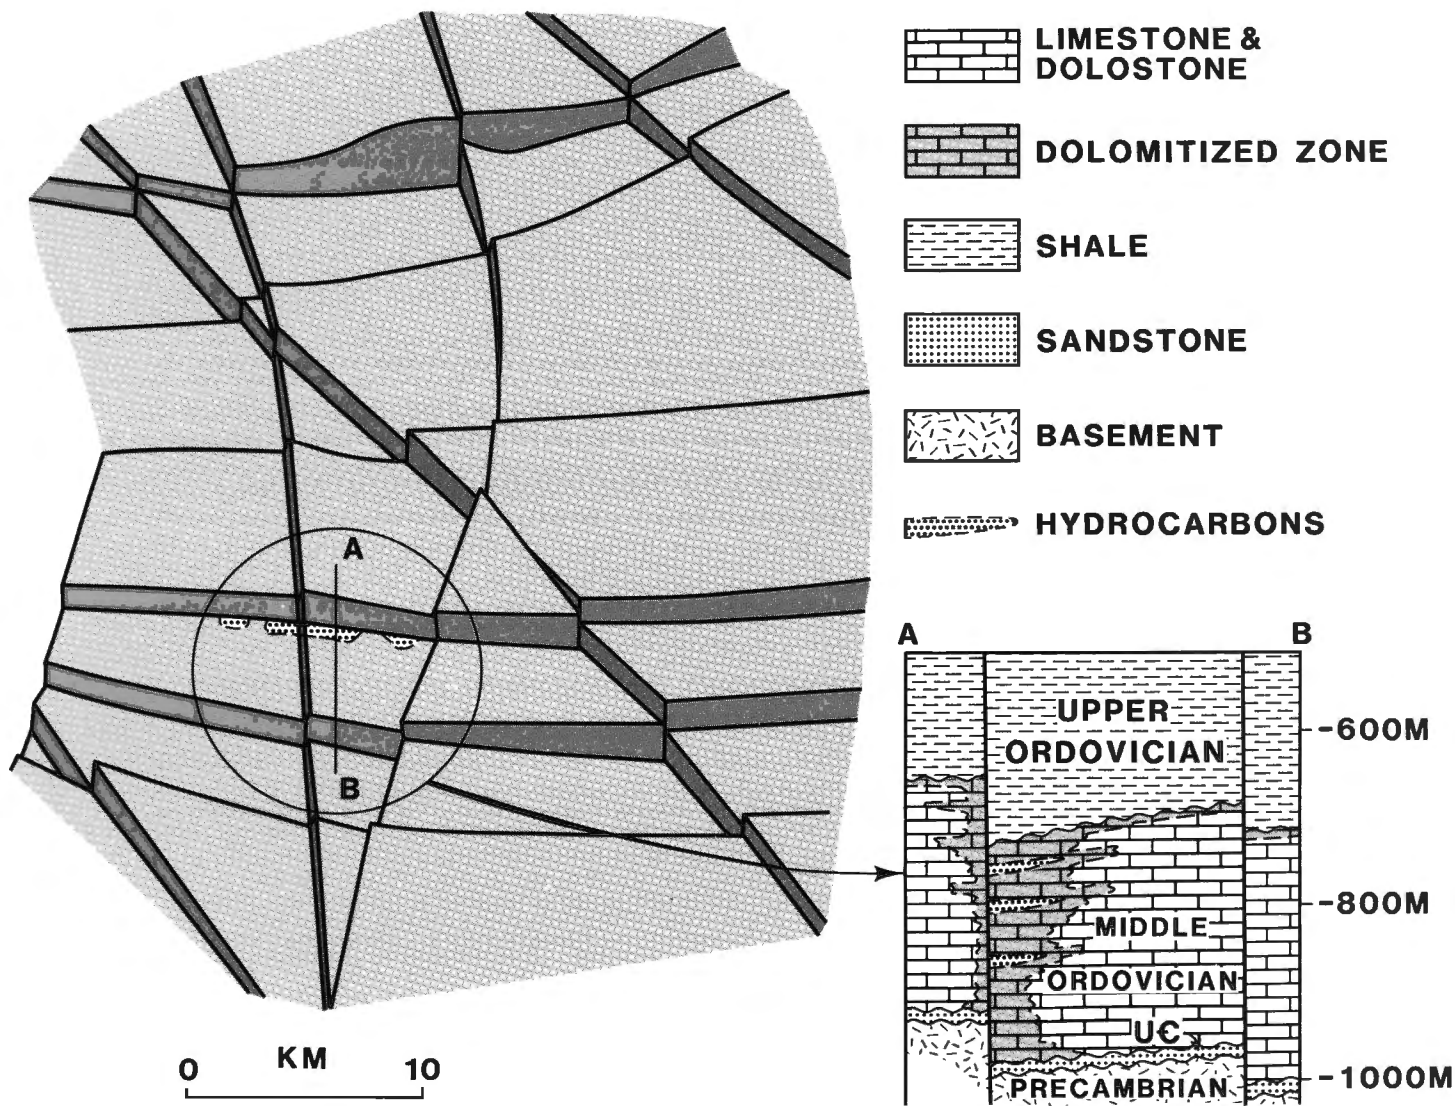 LIMESTONE &
DOLOSTONE
DOLOMITIZED ZONE
SHALE
SANDSTONE
BASEMENT
HYDROCARBONS
A
B
KM
0 10
A B
UPPER
ORDOVICIAN
MIDDLE
ORDOVICIAN
U€
PRECAMBRIAN
-600M
-800M
-1000M